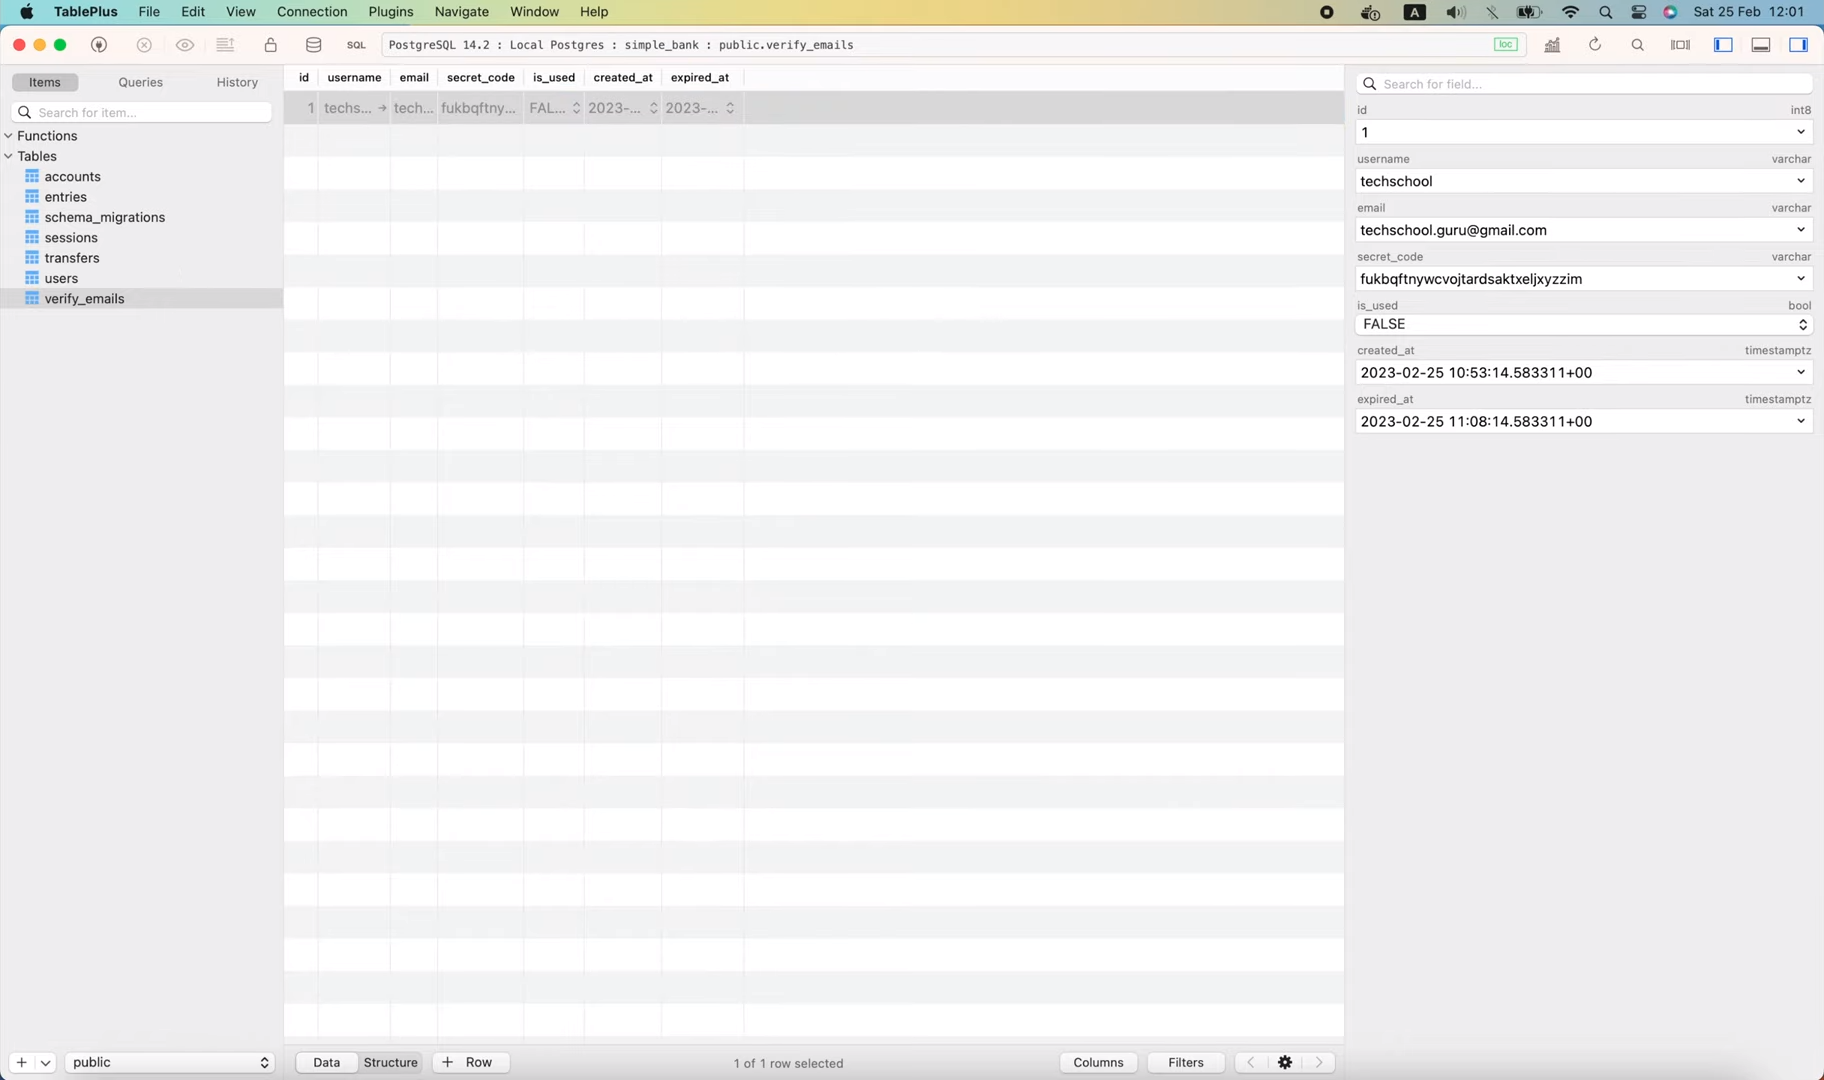 TablePlus File Edit View Connection Plugins Navigate Window Help A Sat 25 Feb 12:01
SQL PostgreSQL 14.2 : Local Postgres : simple_bank : public.verify_emails loc
Items Queries History
Search for item...
Functions
Tables
accounts
entries
schema_migrations
sessions
transfers
users
verify_emails
public
id username email secret_code is_used created_at expired_at
1 techs... tech... fukbqftny... FAL... 2023-... 2023-...
Data Structure + Row 1 of 1 row selected Columns Filters
Search for field...
id int8
1
username varchar
techschool
email varchar
techschool.guru@gmail.com
secret_code varchar
fukbqftnywcvojtardsaktxeljxyzzim
is_used bool
FALSE
created_at timestamptz
2023-02-25 10:53:14.583311+00
expired_at timestamptz
2023-02-25 11:08:14.583311+00